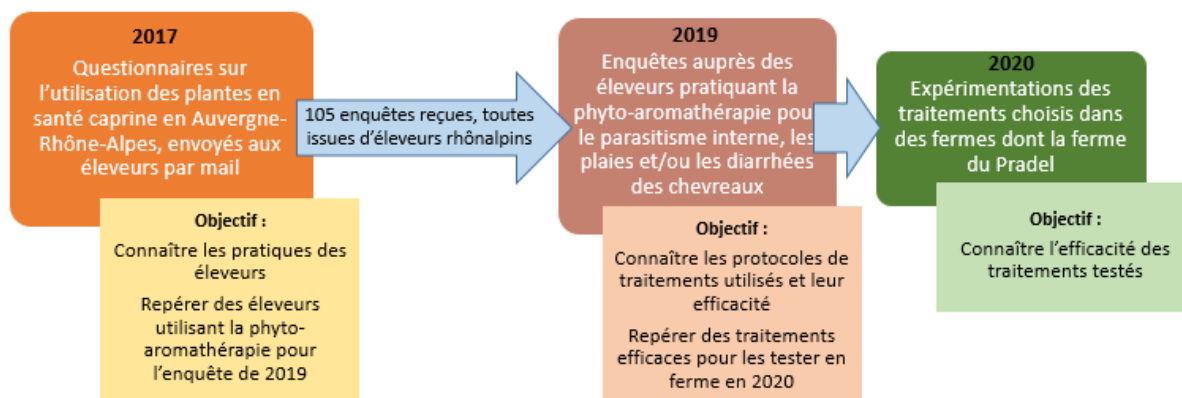 2017
Questionnaires sur
l'utilisation des plantes en
santé caprine en Auvergne-
Rhône-Alpes, envoyés aux
éleveurs par mail
Objectif :
Connaître les pratiques des
éleveurs
Repérer des éleveurs
utilisant la phyto-
aromathérapie pour
l'enquête de 2019
105 enquêtes reçues, toutes
issues d'éleveurs rhônalpins
2019
Enquêtes auprès des
éleveurs pratiquant la
phyto-aromathérapie pour
le parasitisme interne, les
plaies et/ou les diarrhées
des chevreaux
Objectif :
Connaître les protocoles de
traitements utilisés et leur
efficacité
Repérer des traitements
efficaces pour les tester en
ferme en 2020
2020
Expérimentations des
traitements choisis dans
des fermes dont la ferme
du Pradel
Objectif :
Connaître l'efficacité des
traitements testés